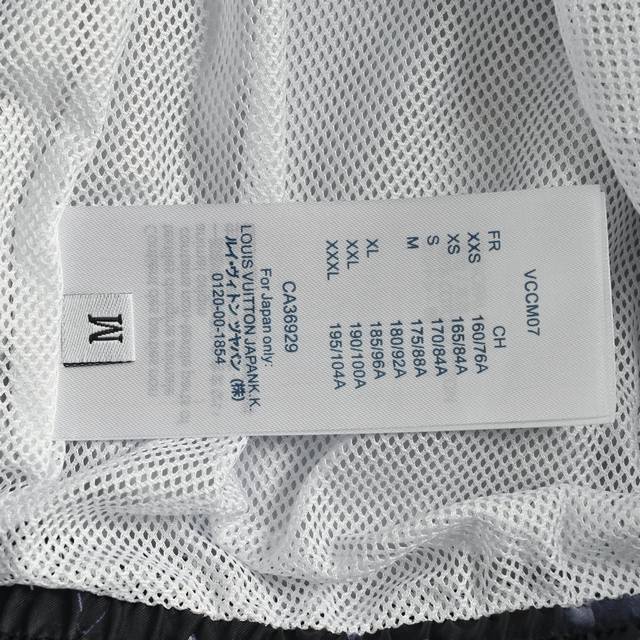 VCCM07
FR CH
XXS 160/76A
XS 165/84A
S 170/84A
M 175/88A
180/92A
XL 185/96A
XXL 190/100A
XXXL 195/104A
CA36929
For Japan only:
LOUIS VUITTON JAPAN K.K.
ルイ・ヴィトン ジャパン (株)
0120-00-1854
M